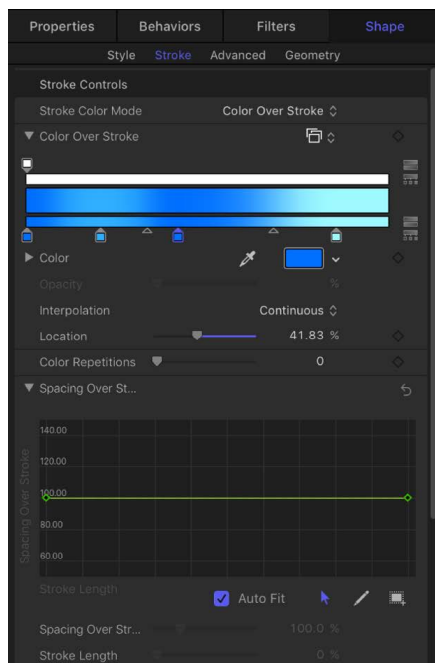 Properties Behaviors Filters Shape
Style Stroke Advanced Geometry
Stroke Controls
Stroke Color Mode Color Over Stroke
Color Over Stroke
Color
Opacity %
Interpolation Continuous
Location 41.83 %
Color Repetitions 0
Spacing Over St...
140.00
120.00
100.00
80.00
60.00
Spacing Over Stroke
Stroke Length
Auto Fit
Spacing Over Str... 100.0 %
Stroke Length 0 %